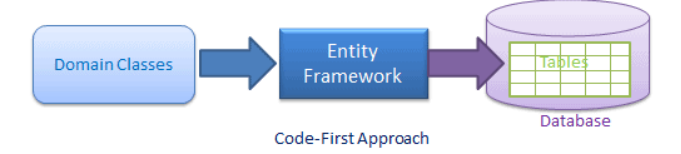 Domain Classes
Entity
Framework
Tables
Database
Code-First Approach